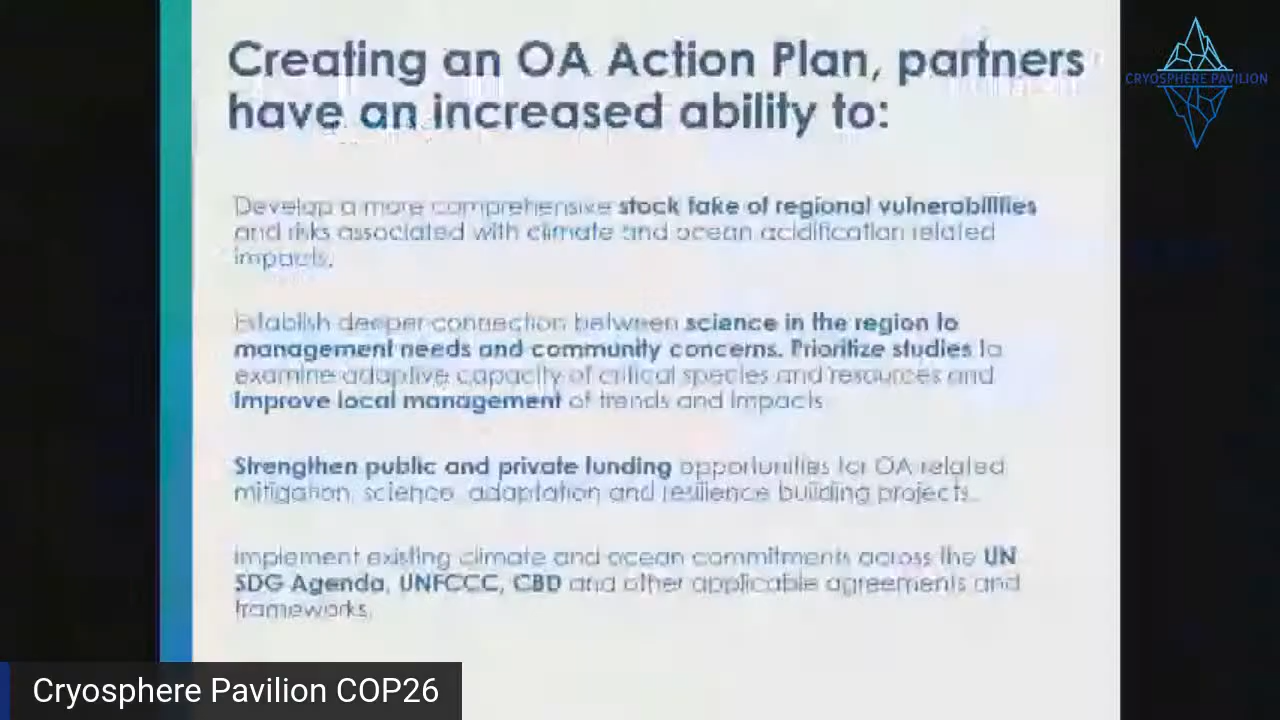 Creating an OA Action Plan, partners
have an increased ability to:
CRYOSPHERE PAVILION
Develop a more comprehensive stock take of regional vulnerabilities
and risks associated with climate and ocean acidification related
impacts.
Establish deeper connection between science in the region to
management needs and community concerns. Prioritize studies to
examine adaptive capacity of critical species and resources and
improve local management of trends and impacts
Strengthen public and private funding opportunities for OA related
mitigation, science, adaptation and resilience building projects.
Implement existing climate and ocean commitments across the UN
SDG Agenda, UNFCCC, CBD and other applicable agreements and
frameworks.
Cryosphere Pavilion COP26